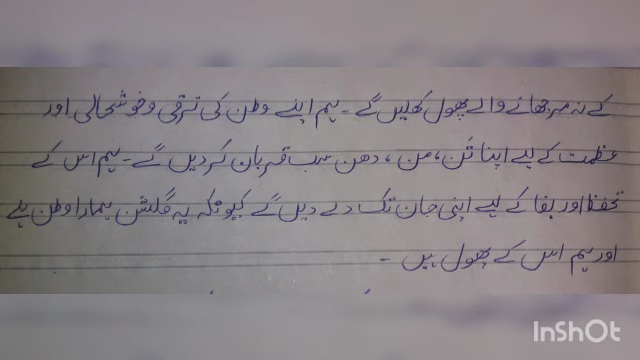 کے نہ مرجھانے والے پھول کھلیں گے ۔ ہم اپنے وطن کی ترقی و خوشحالی اور
عظمت کے لیے اپنا تَن ، من ، دھن سب قربان کر دیں گے ۔ ہم اس کے
تحفظ اور بقا کے لیے اپنی جان تک دے دیں گے کیونکہ یہ گلشن ہمارا وطن ہے
اور ہم اس کے پھول ہیں ۔
InShOt